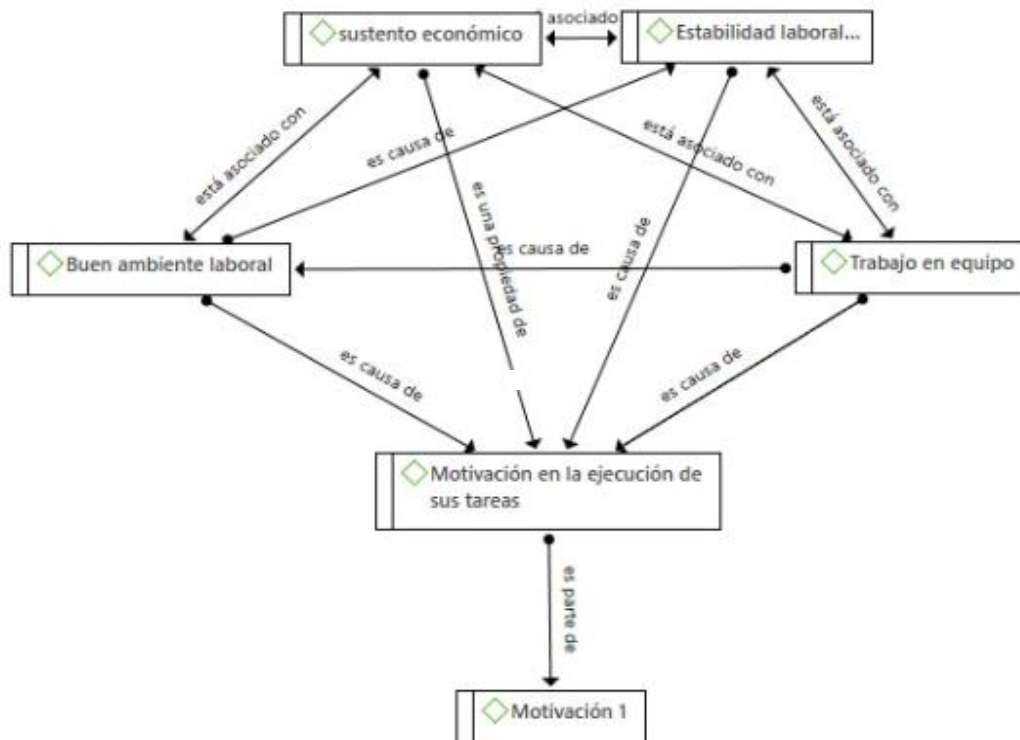 asociado
sustento económico
Estabilidad laboral...
está asociado con
es causa de
está asociado con
está asociado con
es una propiedad de
es causa de
es causa de
Buen ambiente laboral
Trabajo en equipo
es causa de
es causa de
Motivación en la ejecución de
sus tareas
es parte de
Motivación 1